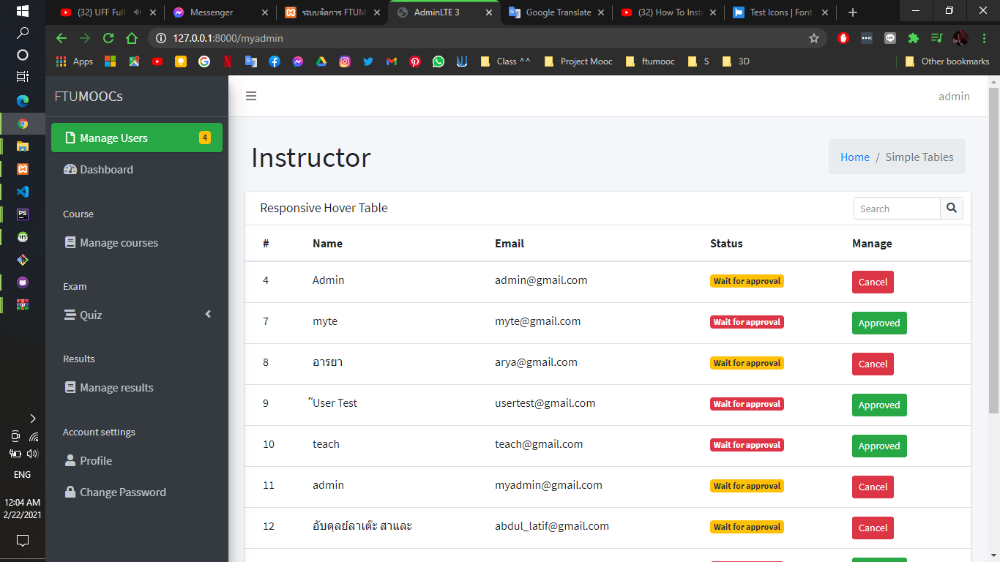 (32) UFF Full
Messenger
ระบบจัดการ FTUM
AdminLTE 3
Google Translate
(32) How To Insta
Test Icons | Font
127.0.0.1:8000/myadmin
Apps
Class ^^
Project Mooc
ftumooc
S
3D
Other bookmarks
FTUMOOCs
admin
Manage Users 4
Dashboard
Course
Manage courses
Exam
Quiz
Results
Manage results
Account settings
Profile
Change Password
Instructor
Home / Simple Tables
Responsive Hover Table
Search
# Name Email Status Manage
4 Admin admin@gmail.com Wait for approval Cancel
7 myte myte@gmail.com Wait for approval Approved
8 อารยา arya@gmail.com Wait for approval Cancel
9 ๊User Test usertest@gmail.com Wait for approval Approved
10 teach teach@gmail.com Wait for approval Approved
11 admin myadmin@gmail.com Wait for approval Cancel
12 อับดุลย์ลาเต๊ะ สาและ abdul_latif@gmail.com Wait for approval Cancel
ENG
12:04 AM
2/22/2021